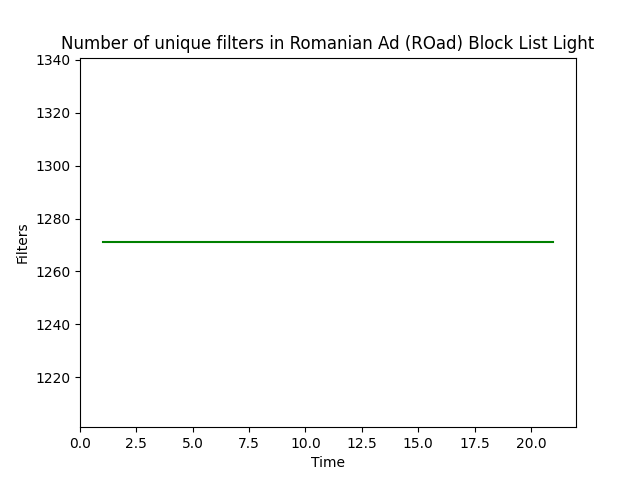 Number of unique filters in Romanian Ad (ROad) Block List Light
1340
1320
1300
1280
1260
1240
1220
Filters
0.0 2.5 5.0 7.5 10.0 12.5 15.0 17.5 20.0
Time